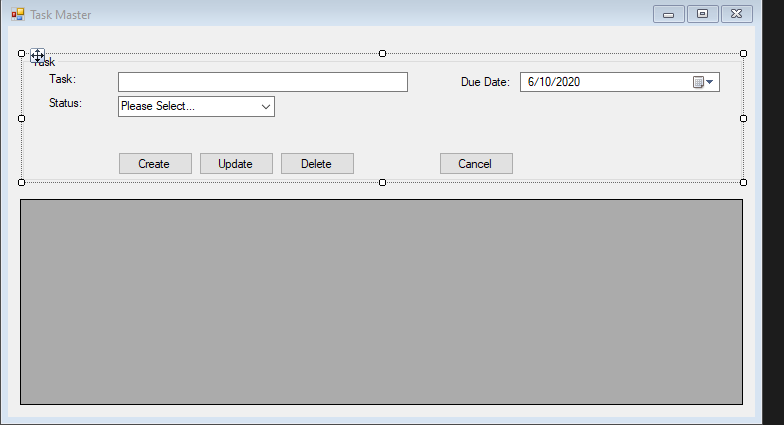 Task Master
Task
Task:
Due Date: 6/10/2020
Status: Please Select...
Create Update Delete Cancel